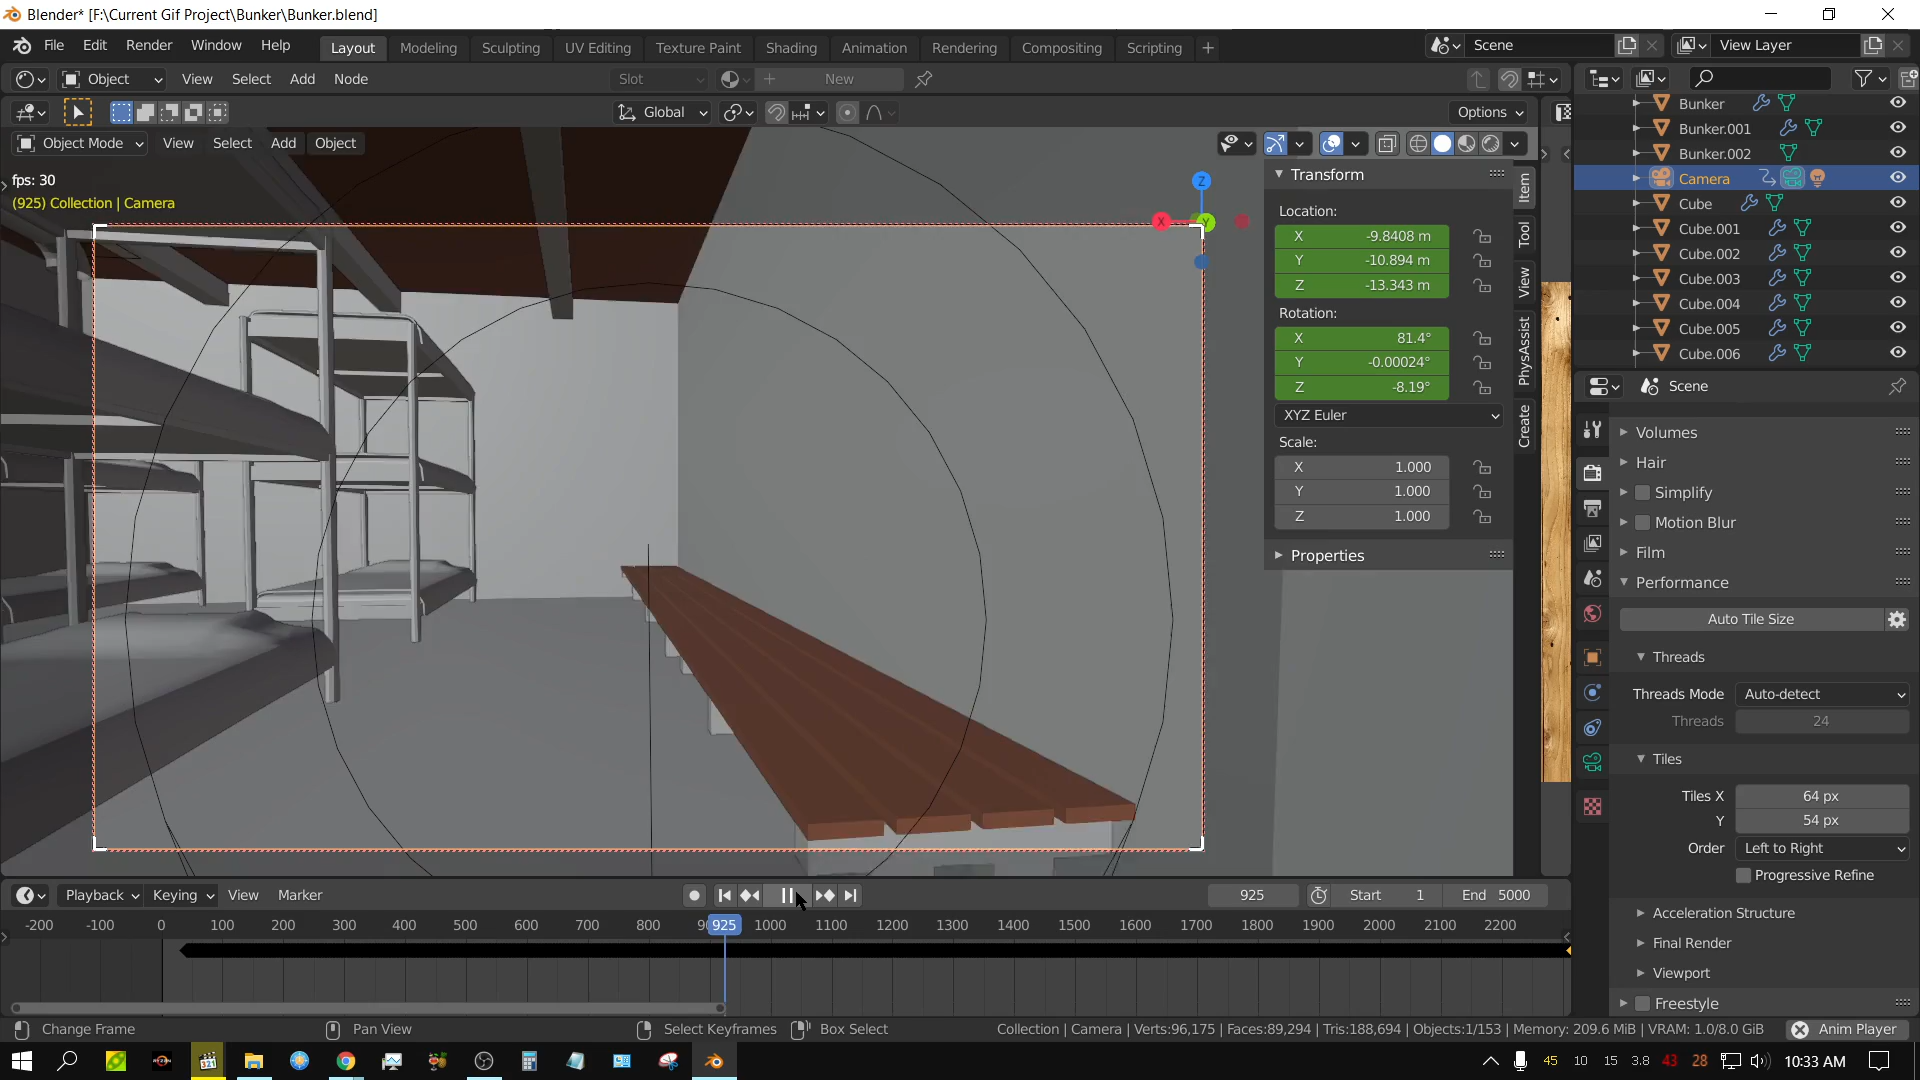 Blender* [F:\Current Gif Project\Bunker\Bunker.blend]
File Edit Render Window Help Layout Modeling Sculpting UV Editing Texture Paint Shading Animation Rendering Compositing Scripting + Scene View Layer
Object View Select Add Node Slot New
Global Options
Object Mode View Select Add Object
fps: 30
(925) Collection | Camera
Z
X
Y
Transform
Location:
X -9.8408 m
Y -10.894 m
Z -13.343 m
Rotation:
X 81.4°
Y -0.00024°
Z -8.19°
XYZ Euler
Scale:
X 1.000
Y 1.000
Z 1.000
Properties
Item
Tool
View
PhysAssist
Create
Bunker
Bunker.001
Bunker.002
Camera
Cube
Cube.001
Cube.002
Cube.003
Cube.004
Cube.005
Cube.006
Scene
Volumes
Hair
Simplify
Motion Blur
Film
Performance
Auto Tile Size
Threads
Threads Mode Auto-detect
Threads 24
Tiles
Tiles X 64 px
Y 54 px
Order Left to Right
Progressive Refine
Acceleration Structure
Final Render
Viewport
Freestyle
Playback Keying View Marker 925 Start 1 End 5000
-200 -100 0 100 200 300 400 500 600 700 800 925 1000 1100 1200 1300 1400 1500 1600 1700 1800 1900 2000 2100 2200
Change Frame Pan View Select Keyframes Box Select Collection | Camera | Verts:96,175 | Faces:89,294 | Tris:188,694 | Objects:1/153 | Memory: 209.6 MiB | VRAM: 1.0/8.0 GiB Anim Player
321 45 10 15 3.8 43 28 10:33 AM